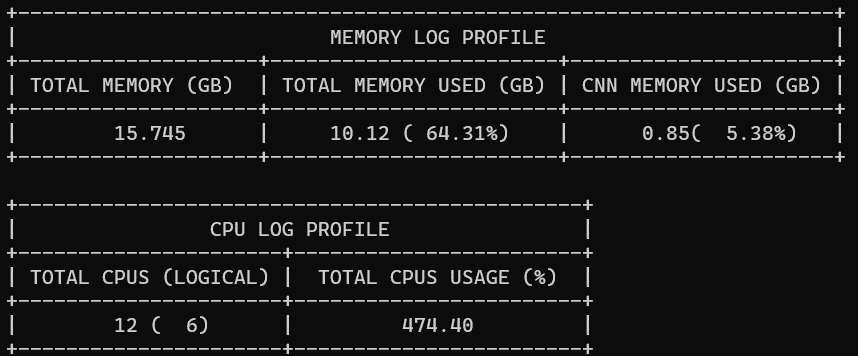 MEMORY LOG PROFILE
TOTAL MEMORY (GB) | TOTAL MEMORY USED (GB) | CNN MEMORY USED (GB)
15.745 | 10.12 ( 64.31%) | 0.85(  5.38%)
CPU LOG PROFILE
TOTAL CPUS (LOGICAL) | TOTAL CPUS USAGE (%)
12 (  6) | 474.40